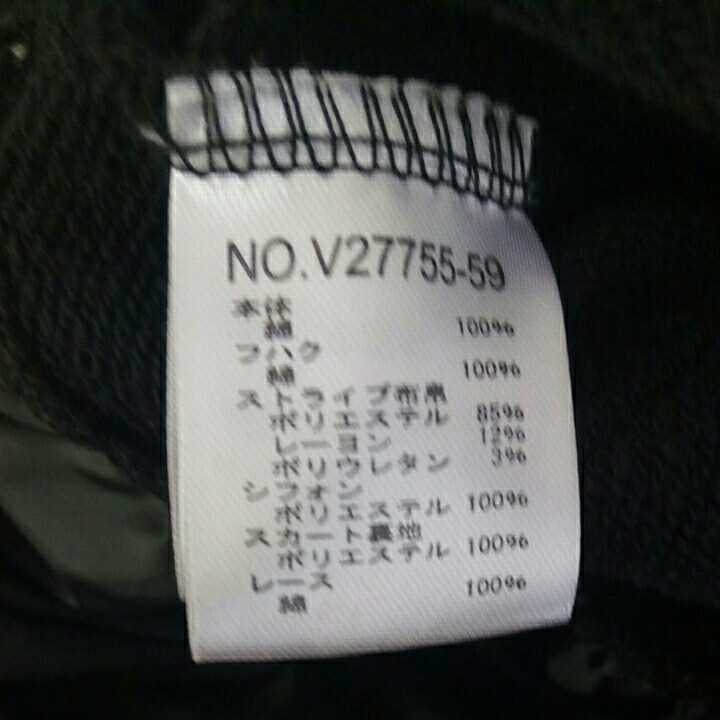 NO.V27755-59
本体
綿 100%
フハク
綿 100%
ストライプ布帛
ポリエステル 85%
レーヨン 12%
ポリウレタン 3%
シフォン
ポリエステル 100%
スカート裏地
ポリエステル 100%
レース
綿 100%